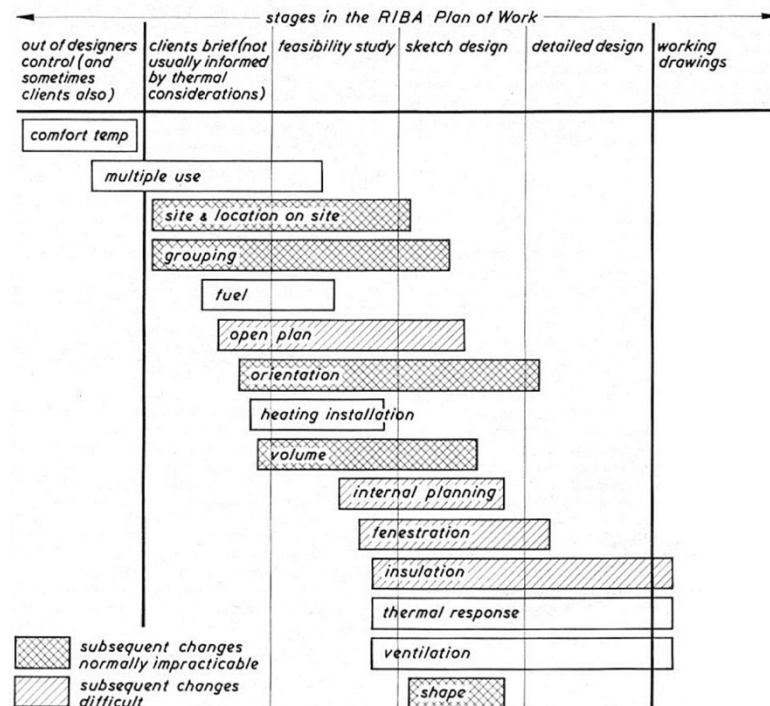 stages in the RIBA Plan of Work
out of designers control (and sometimes clients also)
clients brief (not usually informed by thermal considerations)
feasibility study
sketch design
detailed design
working drawings
comfort temp
multiple use
site & location on site
grouping
fuel
open plan
orientation
heating installation
volume
internal planning
fenestration
insulation
thermal response
ventilation
subsequent changes
normally impracticable
subsequent changes
difficult
shape